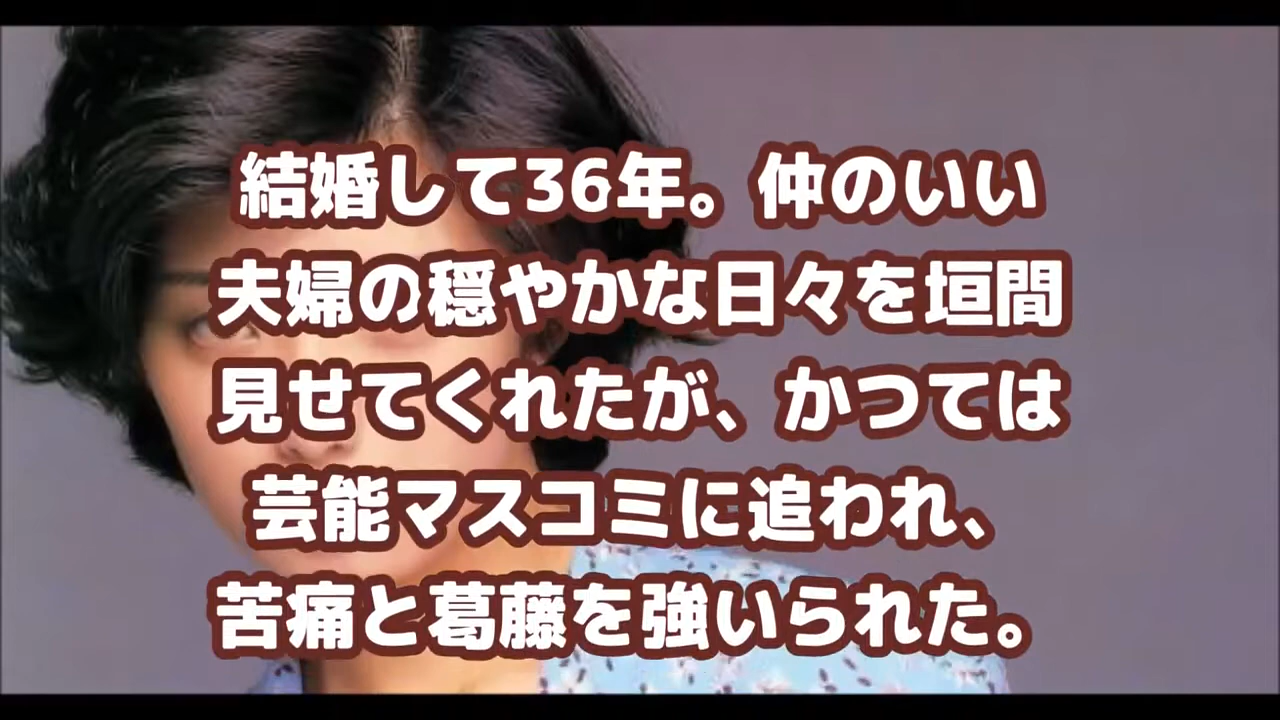 結婚して36年。仲のいい
夫婦の穏やかな日々を垣間
見せてくれたが、かつては
芸能マスコミに追われ、
苦痛と葛藤を強いられた。